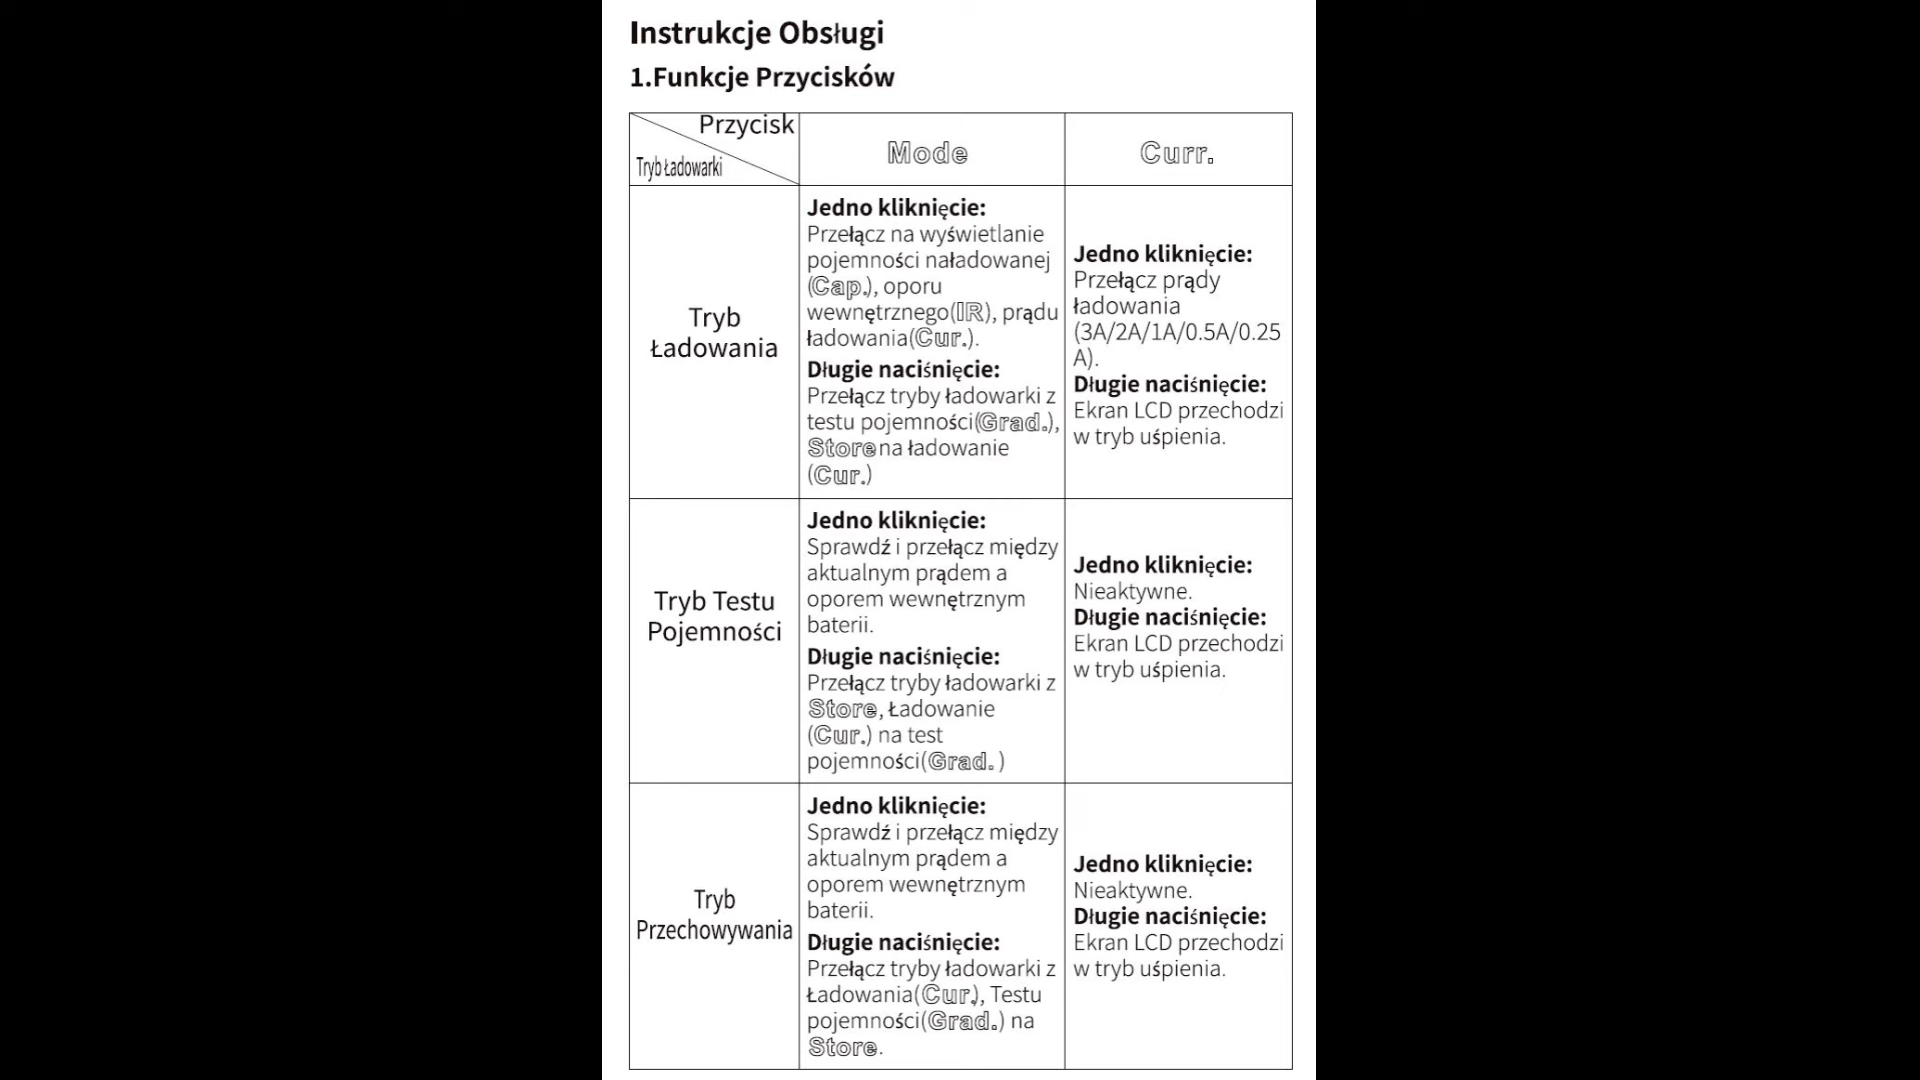 Instrukcje Obsługi
1.Funkcje Przycisków
Przycisk
Tryb Ładowarki
Mode
Curr.
Tryb
Ładowania
Jedno kliknięcie:
Przełącz na wyświetlanie
pojemności naładowanej
(Cap.), oporu
wewnętrznego(IR), prądu
ładowania(Cur.).
Długie naciśnięcie:
Przełącz tryby ładowarki z
testu pojemności(Grad.),
Store na ładowanie
(Cur.)
Jedno kliknięcie:
Przełącz prądy
ładowania
(3A/2A/1A/0.5A/0.25
A).
Długie naciśnięcie:
Ekran LCD przechodzi
w tryb uśpienia.
Tryb Testu
Pojemności
Jedno kliknięcie:
Sprawdź i przełącz między
aktualnym prądem a
oporem wewnętrznym
baterii.
Długie naciśnięcie:
Przełącz tryby ładowarki z
Store, Ładowanie
(Cur.) na test
pojemności(Grad. )
Jedno kliknięcie:
Nieaktywne.
Długie naciśnięcie:
Ekran LCD przechodzi
w tryb uśpienia.
Tryb
Przechowywania
Jedno kliknięcie:
Sprawdź i przełącz między
aktualnym prądem a
oporem wewnętrznym
baterii.
Długie naciśnięcie:
Przełącz tryby ładowarki z
Ładowania(Cur.), Testu
pojemności(Grad.) na
Store.
Jedno kliknięcie:
Nieaktywne.
Długie naciśnięcie:
Ekran LCD przechodzi
w tryb uśpienia.